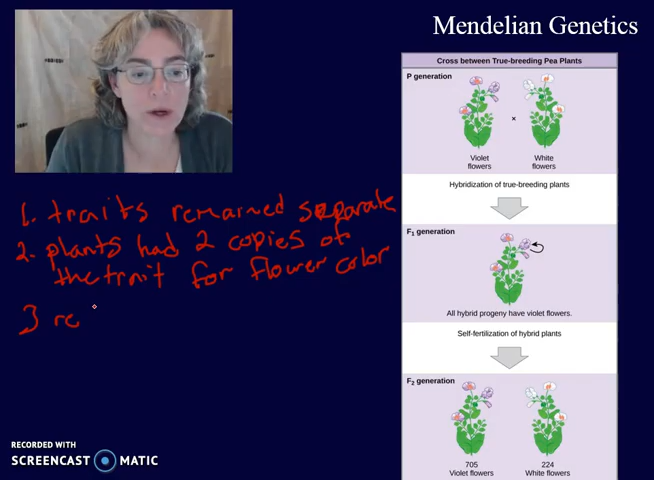 Mendelian Genetics
Cross between True-breeding Pea Plants
P generation
×
Violet flowers
White flowers
Hybridization of true-breeding plants
F1 generation
All hybrid progeny have violet flowers.
Self-fertilization of hybrid plants
F2 generation
705
Violet flowers
224
White flowers
1. traits remained separate
2. plants had 2 copies of
the trait for flower color
3 re
RECORDED WITH
SCREENCAST MATIC